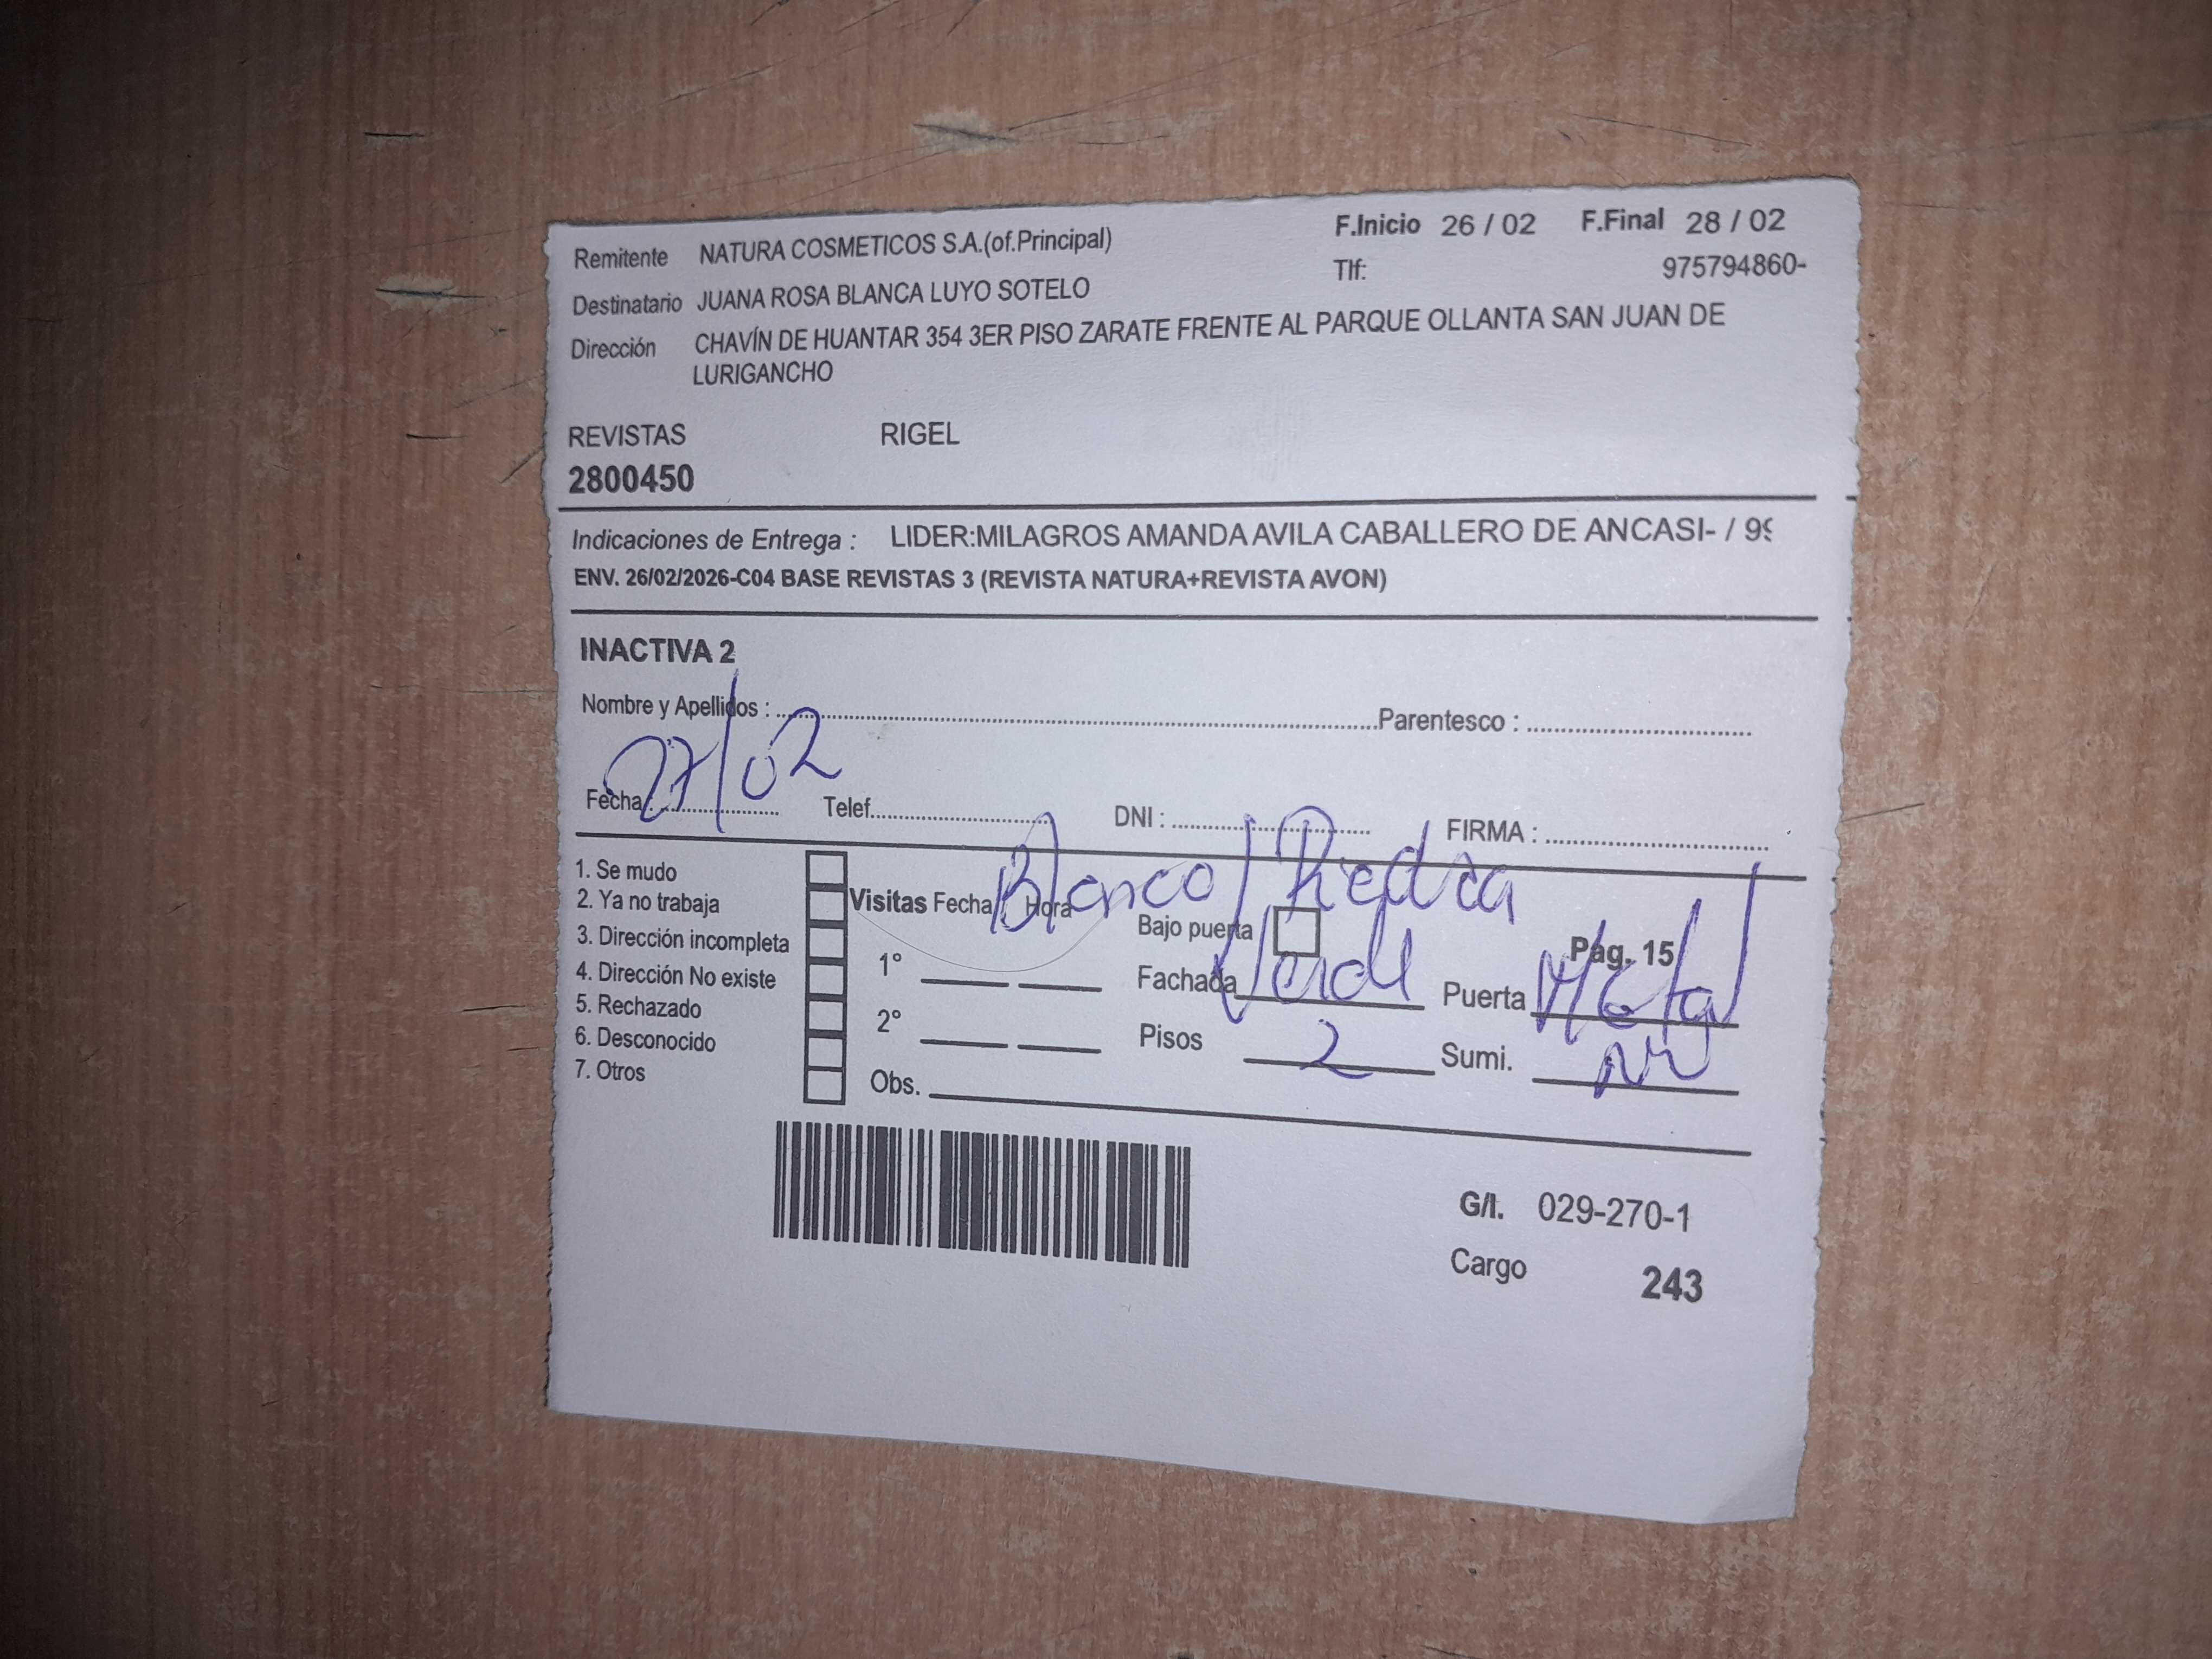 Remitente NATURA COSMETICOS S.A.(of.Principal) F.Inicio 26 / 02 F.Final 28 / 02
Tlf: 975794860-
Destinatario JUANA ROSA BLANCA LUYO SOTELO
Dirección CHAVÍN DE HUANTAR 354 3ER PISO ZARATE FRENTE AL PARQUE OLLANTA SAN JUAN DE
LURIGANCHO
REVISTAS RIGEL
2800450
Indicaciones de Entrega : LIDER:MILAGROS AMANDA AVILA CABALLERO DE ANCASI- / 99
ENV. 26/02/2026-C04 BASE REVISTAS 3 (REVISTA NATURA+REVISTA AVON)
INACTIVA 2
Nombre y Apellidos : Parentesco :
Fecha : 27/02 Telef. DNI : FIRMA :
1. Se mudo
2. Ya no trabaja
3. Dirección incompleta
4. Dirección No existe
5. Rechazado
6. Desconocido
7. Otros
Visitas Fecha Hora
1°
2°
Obs.
Blanco / Piedra
Bajo puerta Pag. 15
Fachada Verde Puerta Metal
Pisos 2 Sumi.
G/I. 029-270-1
Cargo 243